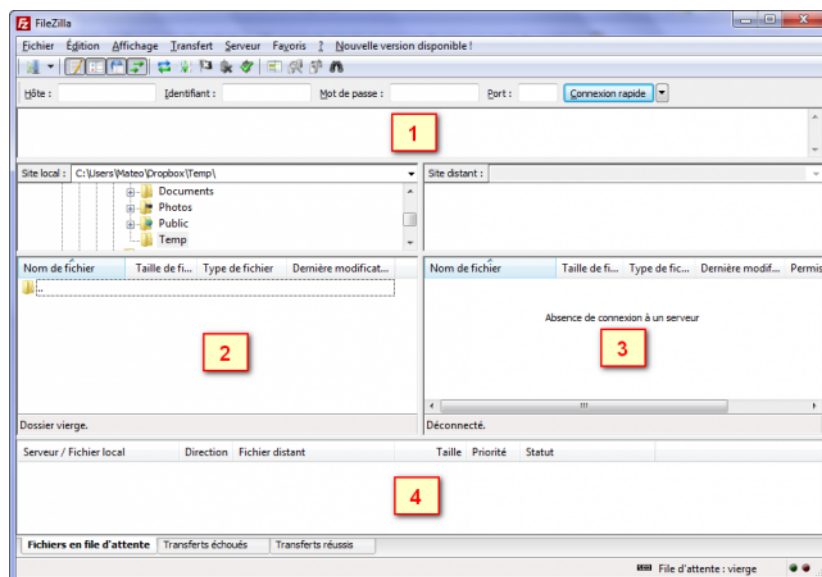 FileZilla
Fichier Édition Affichage Transfert Serveur Favoris ? Nouvelle version disponible !
Hôte : Identifiant : Mot de passe : Port : Connexion rapide
1
Site local : C:\Users\Mateo\Dropbox\Temp\
Documents
Photos
Public
Temp
Site distant :
Nom de fichier Taille de fi... Type de fichier Dernière modificat...
..
2
Dossier vierge.
Nom de fichier Taille de fi... Type de fic... Dernière modif... Permis
Absence de connexion à un serveur
3
Déconnecté.
Serveur / Fichier local Direction Fichier distant Taille Priorité Statut
4
Fichiers en file d'attente Transferts échoués Transferts réussis
File d'attente : vierge